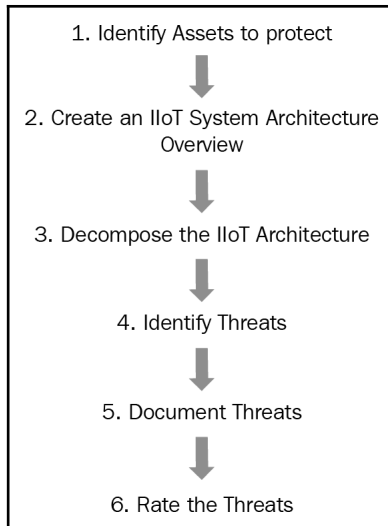 1. Identify Assets to protect
2. Create an IIoT System Architecture
Overview
3. Decompose the IIoT Architecture
4. Identify Threats
5. Document Threats
6. Rate the Threats